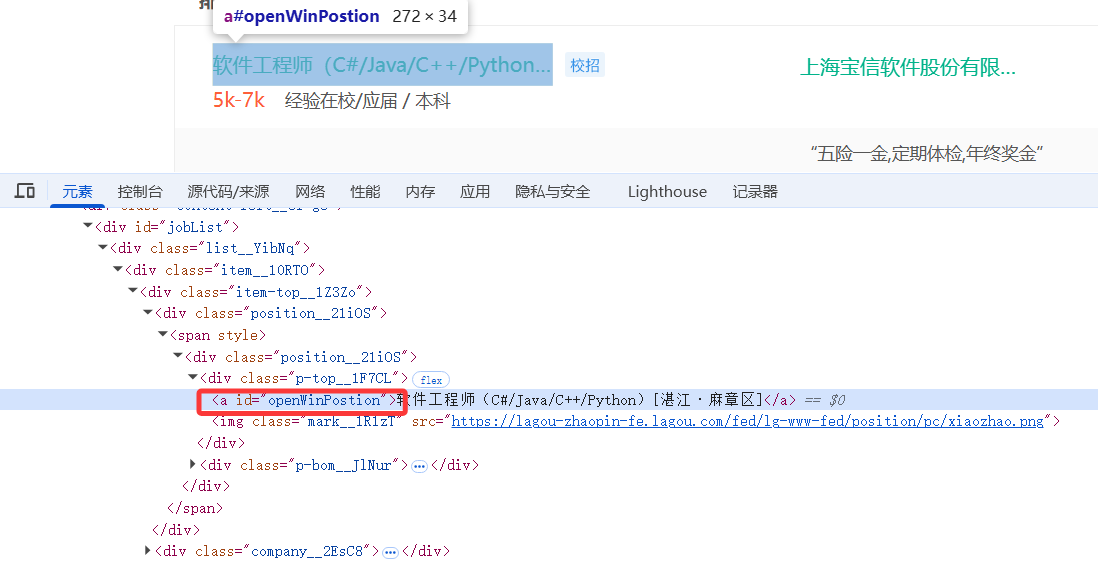 a#openWinPostion 272 × 34
软件工程师（C#/Java/C++/Python... 校招 上海宝信软件股份有限...
5k-7k 经验在校/应届 / 本科
“五险一金,定期体检,年终奖金”
元素 控制台 源代码/来源 网络 性能 内存 应用 隐私与安全 Lighthouse 记录器
<div id="jobList">
<div class="list__YibNq">
<div class="item__10RTO">
<div class="item-top__1Z3Zo">
<div class="position__21iOS">
<span style>
<div class="position__21iOS">
<div class="p-top__1F7CL"> flex
<a id="openWinPostion">软件工程师（C#/Java/C++/Python）[湛江·麻章区]</a> == $0
<img class="mark__1R1zT" src="https://lagou-zhaopin-fe.lagou.com/fed/lg-www-fed/position/pc/xiaozhao.png">
</div>
<div class="p-bom__JlNur"> … </div>
</div>
</span>
</div>
<div class="company__2EsC8"> … </div>